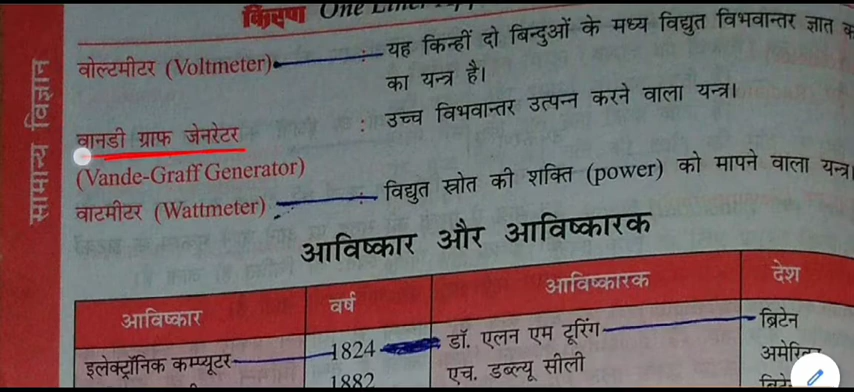 किरण One Liner
सामान्य विज्ञान
वोल्टमीटर (Voltmeter) : यह किन्हीं दो बिन्दुओं के मध्य विद्युत विभवान्तर ज्ञात
का यन्त्र है।
वानडी ग्राफ जेनरेटर : उच्च विभवान्तर उत्पन्न करने वाला यन्त्र।
(Vande-Graff Generator)
वाटमीटर (Wattmeter) : विद्युत स्रोत की शक्ति (power) को मापने वाला यन्त्र।
आविष्कार और आविष्कारक
आविष्कार वर्ष आविष्कारक देश
इलेक्ट्रॉनिक कम्प्यूटर 1824 डॉ. एलन एम टूरिंग ब्रिटेन
1882 एच. डब्ल्यू सीली